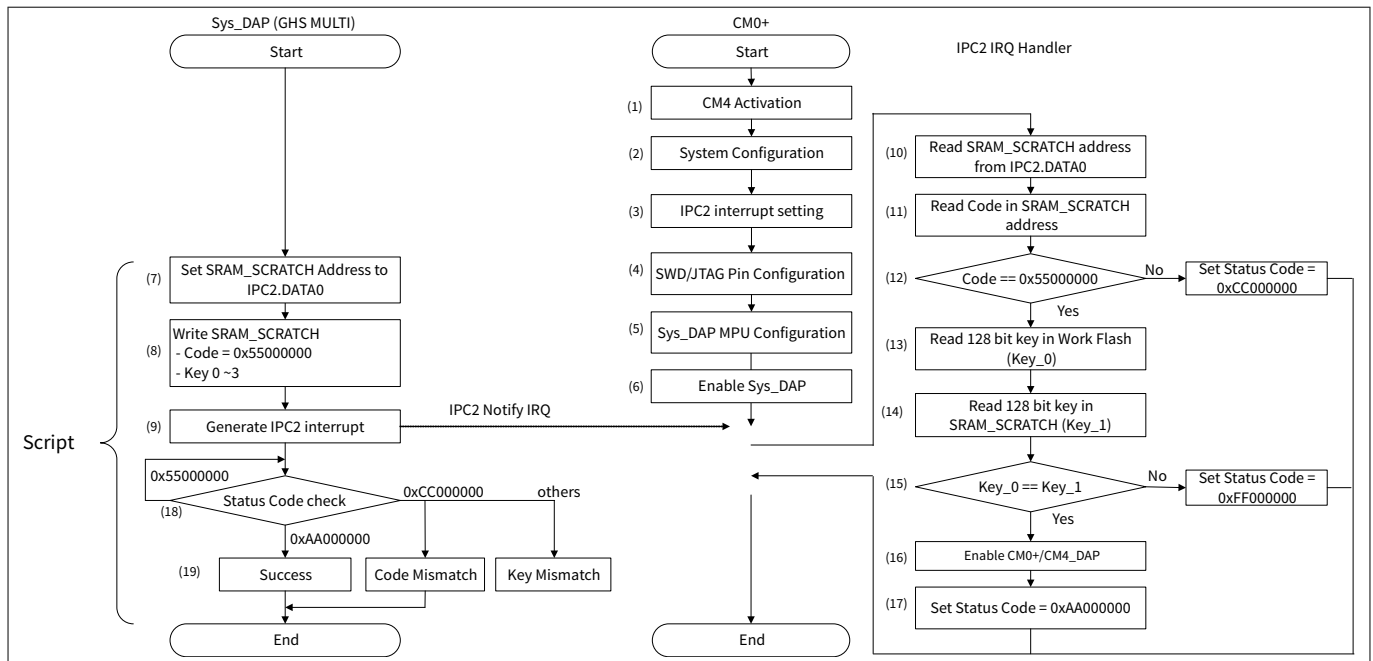 Sys_DAP (GHS MULTI)
Start
Script
(7)
Set SRAM_SCRATCH Address to
IPC2.DATA0
(8)
Write SRAM_SCRATCH
- Code = 0x55000000
- Key 0 ~3
(9)
Generate IPC2 interrupt
IPC2 Notify IRQ
0x55000000
Status Code check
(18)
0xCC000000
others
0xAA000000
(19)
Success
Code Mismatch
Key Mismatch
End
CM0+
Start
(1)
CM4 Activation
(2)
System Configuration
(3)
IPC2 interrupt setting
(4)
SWD/JTAG Pin Configuration
(5)
Sys_DAP MPU Configuration
(6)
Enable Sys_DAP
End
IPC2 IRQ Handler
(10)
Read SRAM_SCRATCH address
from IPC2.DATA0
(11)
Read Code in SRAM_SCRATCH
address
(12)
Code == 0x55000000
No
Set Status Code =
0xCC000000
Yes
(13)
Read 128 bit key in Work Flash
(Key_0)
(14)
Read 128 bit key in
SRAM_SCRATCH (Key_1)
(15)
Key_0 == Key_1
No
Set Status Code =
0xFF000000
Yes
(16)
Enable CM0+/CM4_DAP
(17)
Set Status Code = 0xAA000000